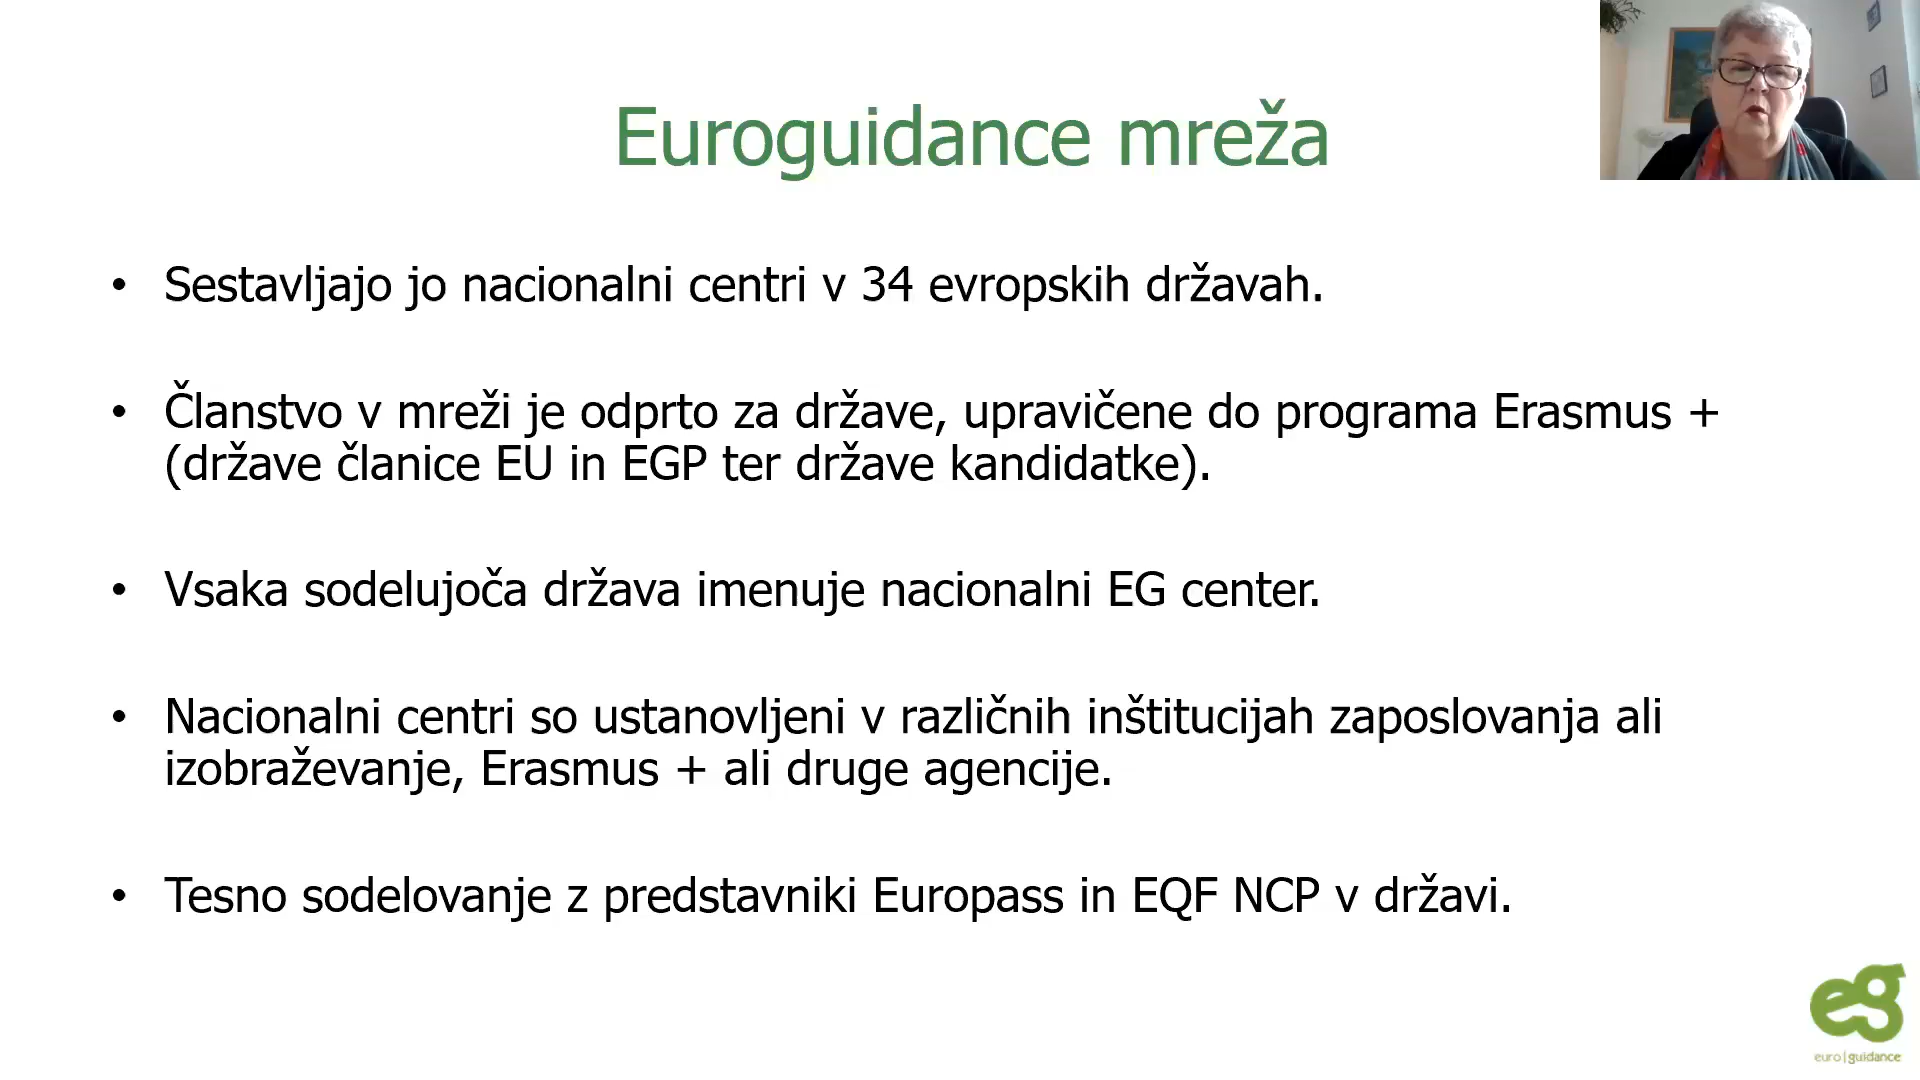 Euroguidance mreža
• Sestavljajo jo nacionalni centri v 34 evropskih državah.
• Članstvo v mreži je odprto za države, upravičene do programa Erasmus +
(države članice EU in EGP ter države kandidatke).
• Vsaka sodelujoča država imenuje nacionalni EG center.
• Nacionalni centri so ustanovljeni v različnih inštitucijah zaposlovanja ali
izobraževanje, Erasmus + ali druge agencije.
• Tesno sodelovanje z predstavniki Europass in EQF NCP v državi.
eg
euro|guidance